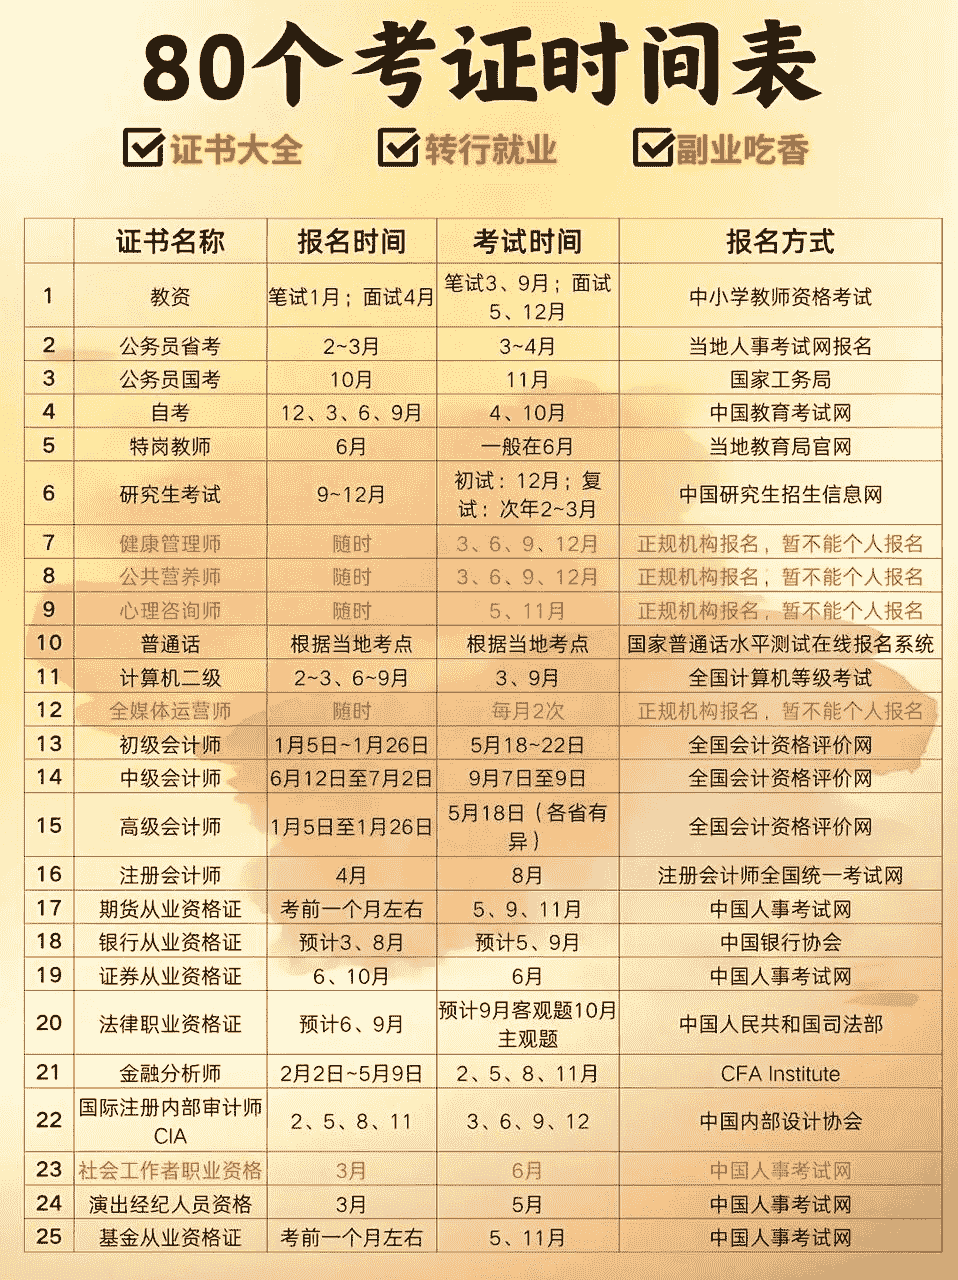 80个考证时间表
证书大全 转行就业 副业吃香
证书名称 报名时间 考试时间 报名方式
1 教资 笔试1月；面试4月 笔试3、9月；面试5、12月 中小学教师资格考试
2 公务员省考 2~3月 3~4月 当地人事考试网报名
3 公务员国考 10月 11月 国家工务局
4 自考 12、3、6、9月 4、10月 中国教育考试网
5 特岗教师 6月 一般在6月 当地教育局官网
6 研究生考试 9~12月 初试：12月；复试：次年2~3月 中国研究生招生信息网
7 健康管理师 随时 3、6、9、12月 正规机构报名，暂不能个人报名
8 公共营养师 随时 3、6、9、12月 正规机构报名；暂不能个人报名
9 心理咨询师 随时 5、11月 正规机构报名，暂不能个人报名
10 普通话 根据当地考点 根据当地考点 国家普通话水平测试在线报名系统
11 计算机二级 2~3、6~9月 3、9月 全国计算机等级考试
12 全媒体运营师 随时 每月2次 正规机构报名，暂不能个人报名
13 初级会计师 1月5日~1月26日 5月18~22日 全国会计资格评价网
14 中级会计师 6月12日至7月2日 9月7日至9日 全国会计资格评价网
15 高级会计师 1月5日至1月26日 5月18日（各省有异） 全国会计资格评价网
16 注册会计师 4月 8月 注册会计师全国统一考试网
17 期货从业资格证 考前一个月左右 5、9、11月 中国人事考试网
18 银行从业资格证 预计3、8月 预计5、9月 中国银行协会
19 证券从业资格证 6、10月 6月 中国人事考试网
20 法律职业资格证 预计6、9月 预计9月客观题10月主观题 中国人民共和国司法部
21 金融分析师 2月2日~5月9日 2、5、8、11月 CFA Institute
22 国际注册内部审计师CIA 2、5、8、11 3、6、9、12 中国内部设计协会
23 社会工作者职业资格 3月 6月 中国人事考试网
24 演出经纪人员资格 3月 5月 中国人事考试网
25 基金从业资格证 考前一个月左右 5、11月 中国人事考试网